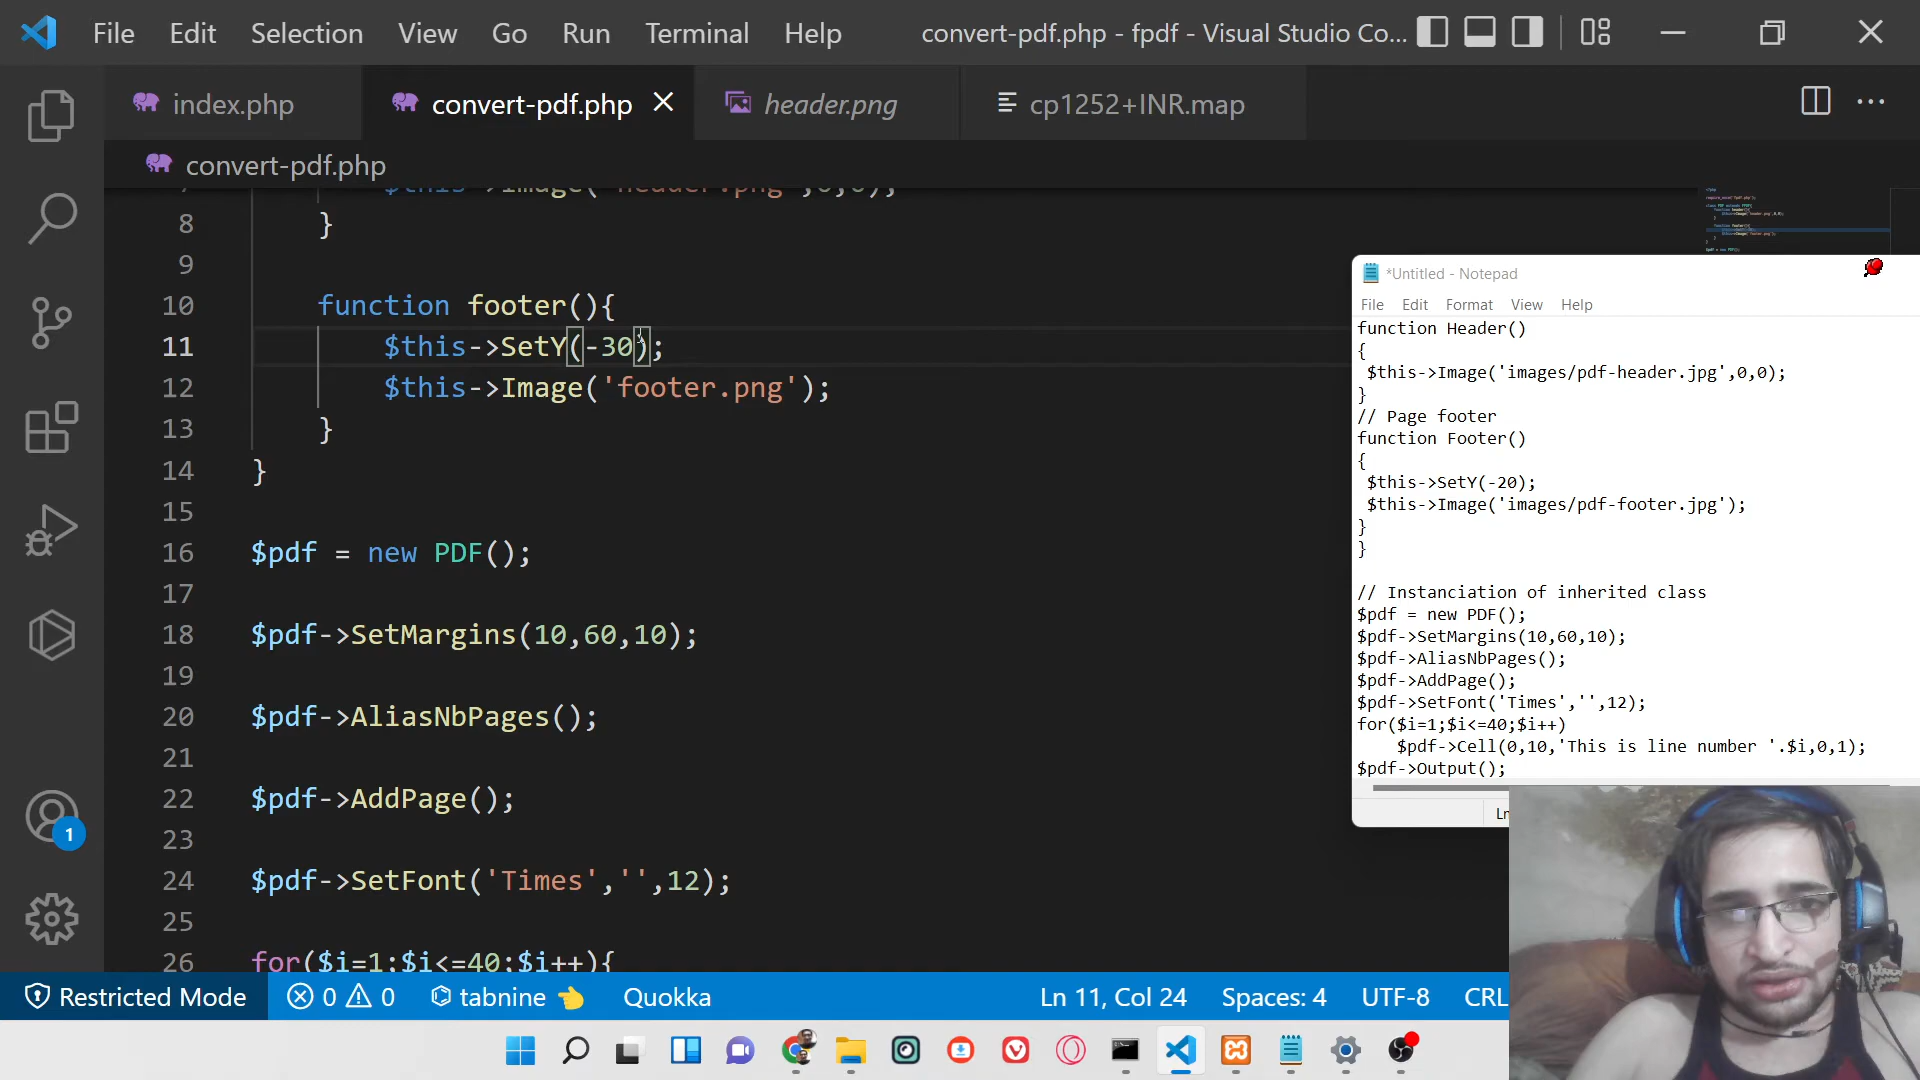 File Edit Selection View Go Run Terminal Help convert-pdf.php - fpdf - Visual Studio Co...
index.php convert-pdf.php header.png cp1252+INR.map
convert-pdf.php
7 $this->Image('header.png',0,0);
8 }
9
10 function footer(){
11 $this->SetY(-30);
12 $this->Image('footer.png');
13 }
14 }
15
16 $pdf = new PDF();
17
18 $pdf->SetMargins(10,60,10);
19
20 $pdf->AliasNbPages();
21
22 $pdf->AddPage();
23
24 $pdf->SetFont('Times','',12);
25
26 for($i=1;$i<=40;$i++){
*Untitled - Notepad
File Edit Format View Help
function Header()
{
$this->Image('images/pdf-header.jpg',0,0);
}
// Page footer
function Footer()
{
$this->SetY(-20);
$this->Image('images/pdf-footer.jpg');
}
}
// Instanciation of inherited class
$pdf = new PDF();
$pdf->SetMargins(10,60,10);
$pdf->AliasNbPages();
$pdf->AddPage();
$pdf->SetFont('Times','',12);
for($i=1;$i<=40;$i++)
$pdf->Cell(0,10,'This is line number '.$i,0,1);
$pdf->Output();
Ln
1
Restricted Mode 0 0 tabnine Quokka Ln 11, Col 24 Spaces: 4 UTF-8 CRL